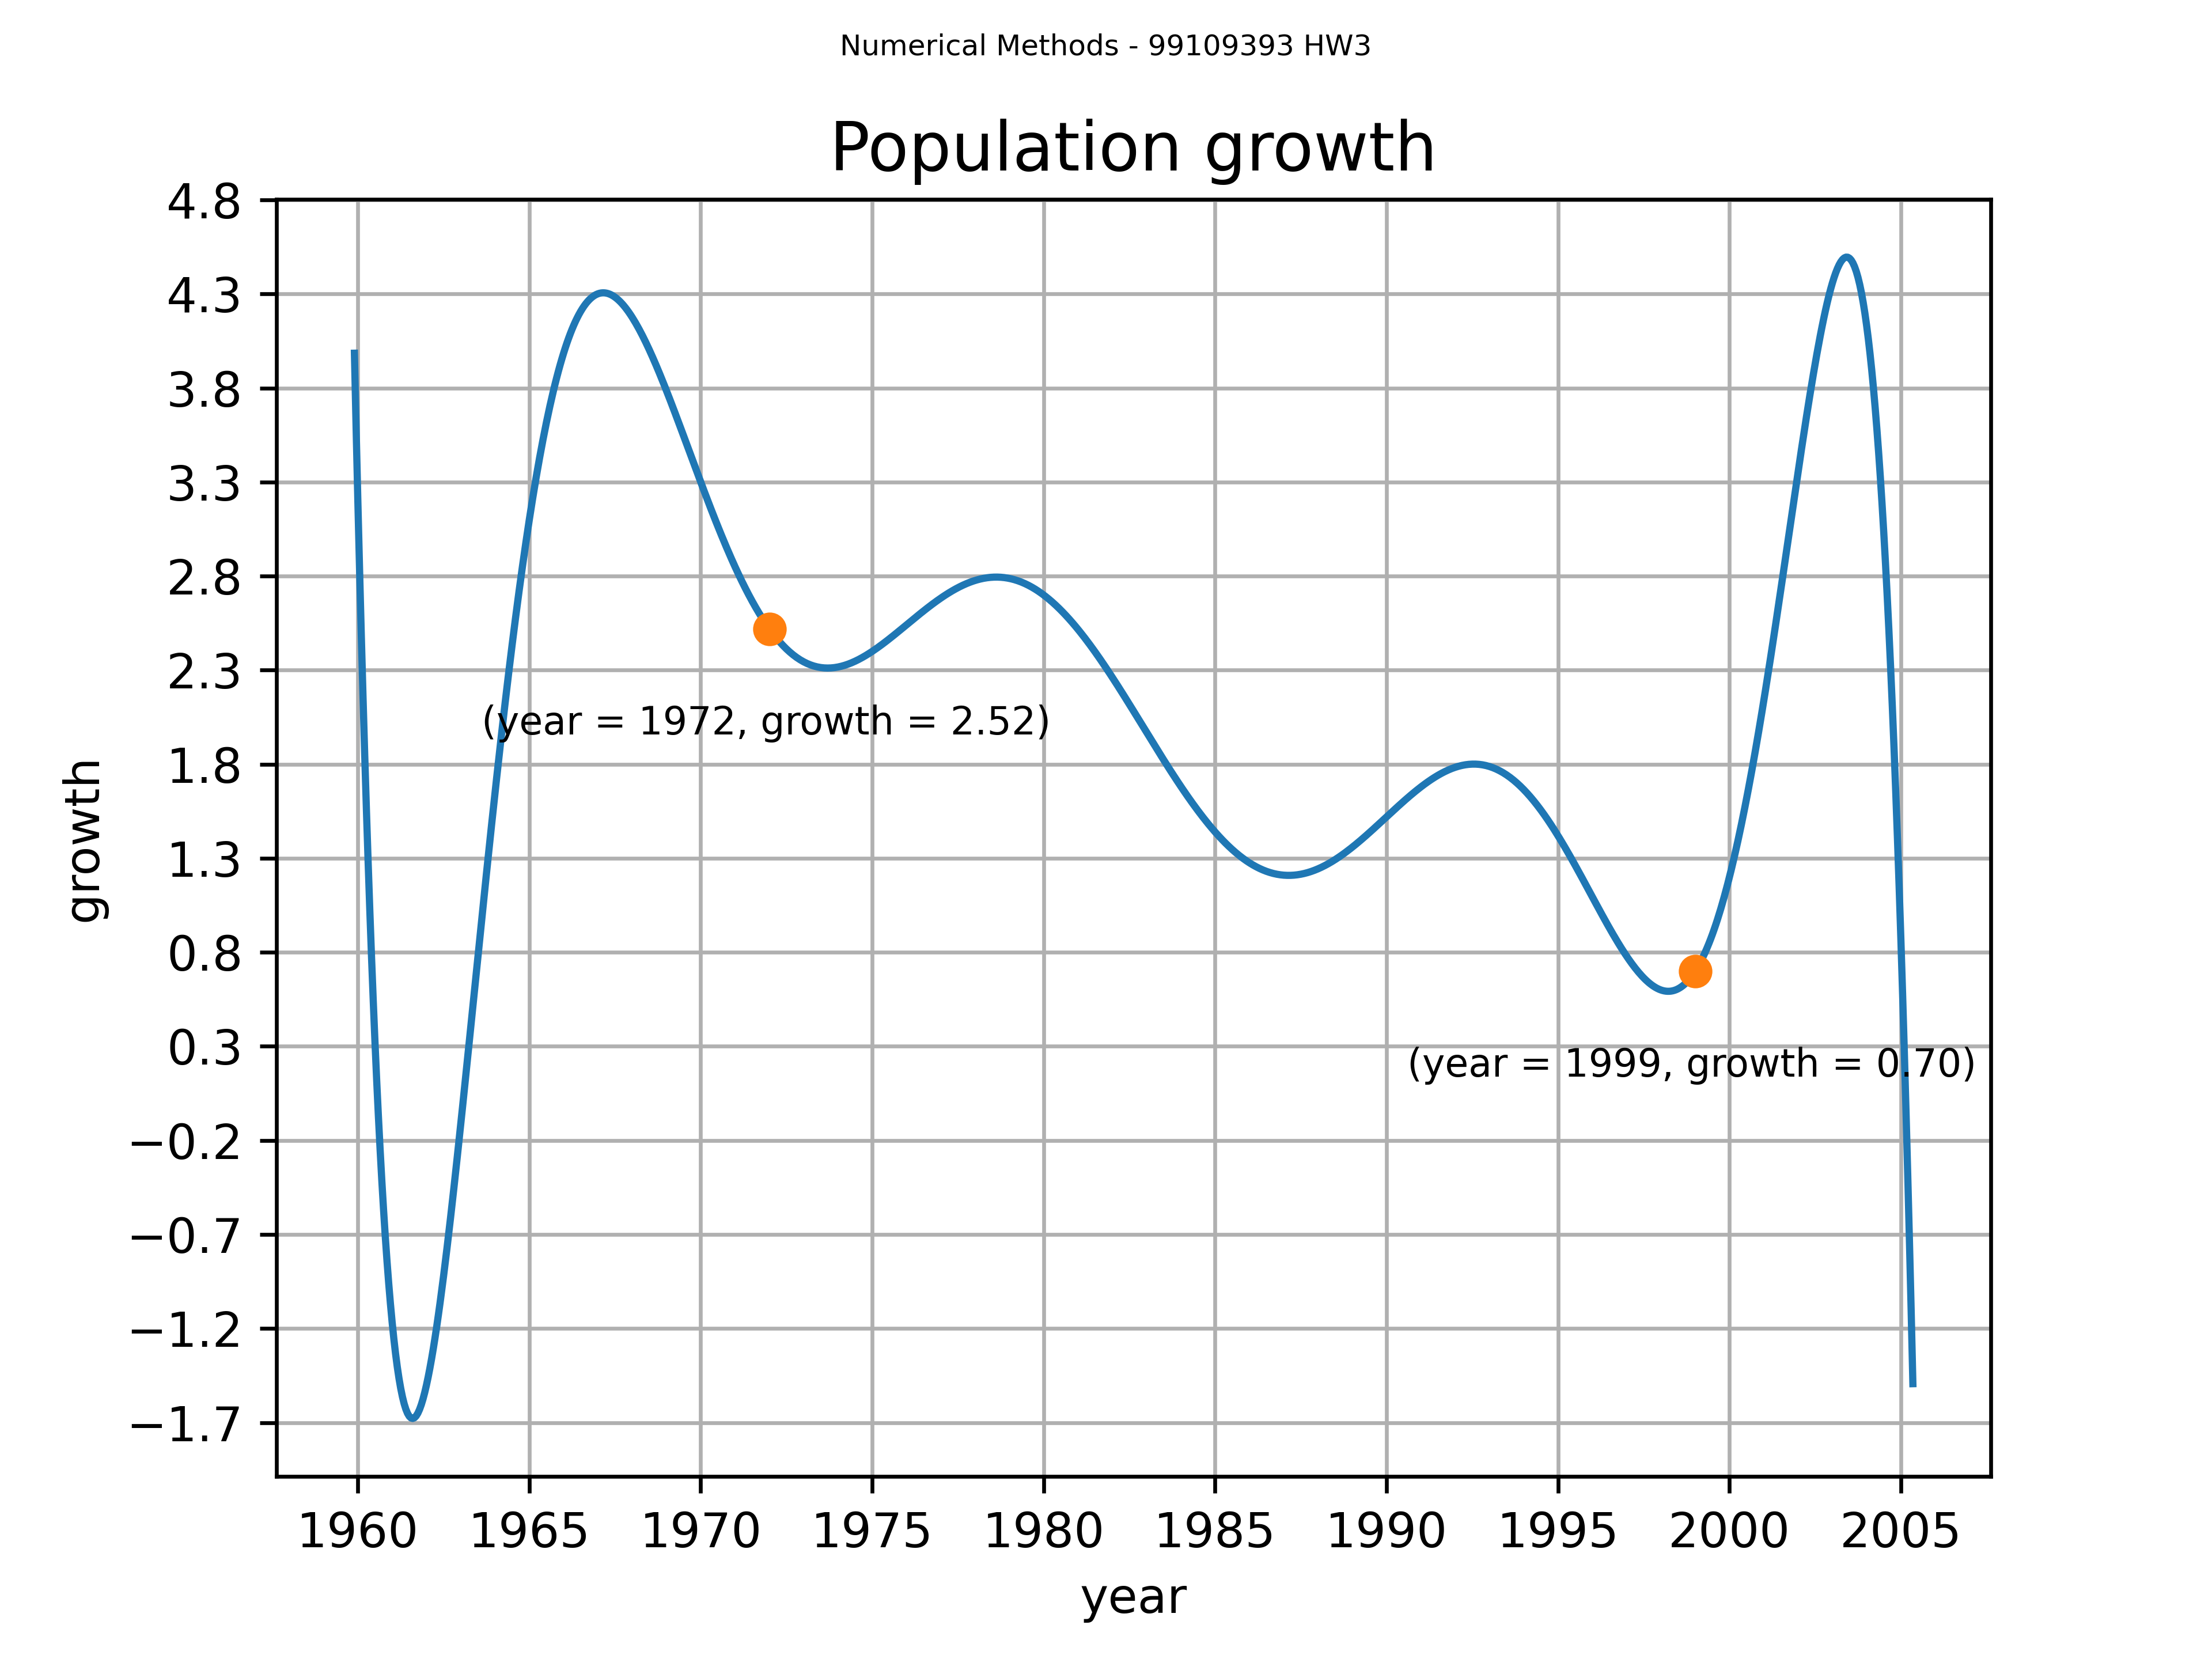 Numerical Methods - 99109393 HW3
Population growth
4.8
4.3
3.8
3.3
2.8
2.3
(year = 1972, growth = 2.52)
1.8
growth
1.3
0.8
0.3
(year = 1999, growth = 0.70)
−0.2
−0.7
−1.2
−1.7
1960 1965 1970 1975 1980 1985 1990 1995 2000 2005
year